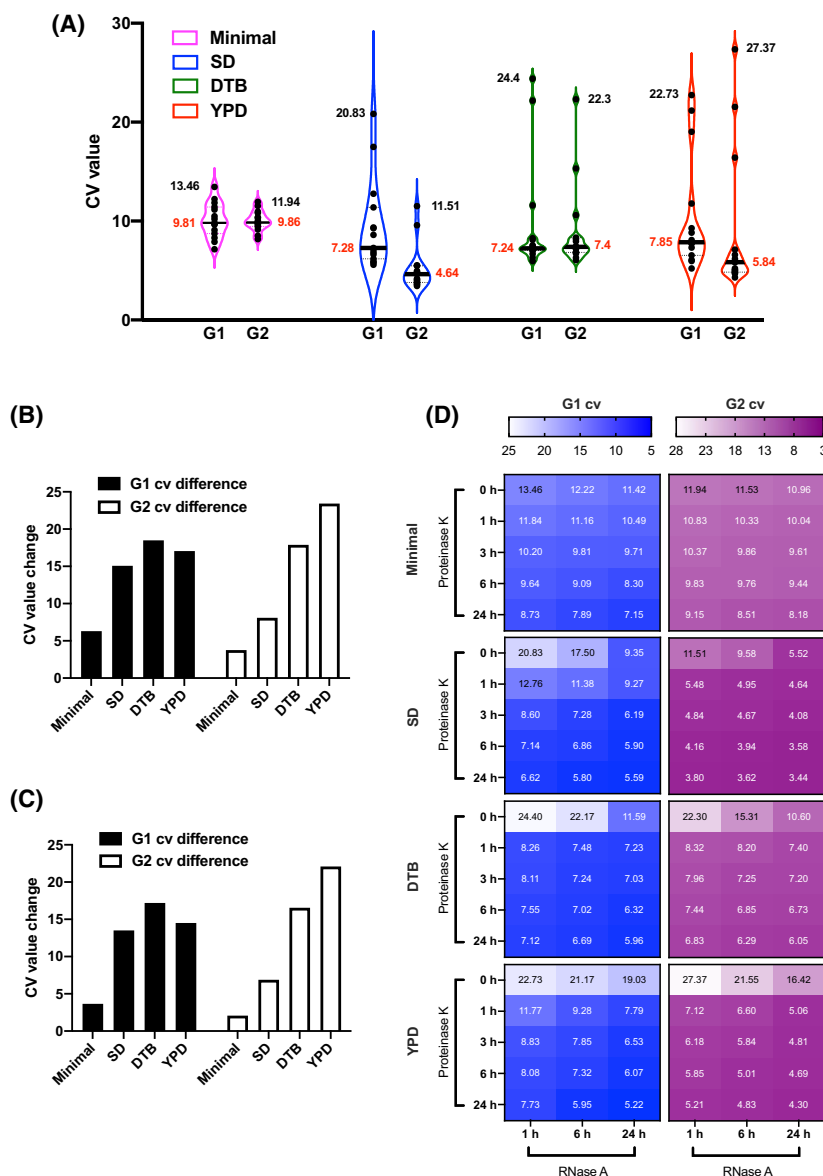 (A)
Minimal
SD
DTB
YPD
CV value
30
20
10
0
13.46
9.81
11.94
9.86
20.83
7.28
11.51
4.64
24.4
7.24
22.3
7.4
22.73
7.85
27.37
5.84
G1 G2 G1 G2 G1 G2 G1 G2
(B)
G1 cv difference
G2 cv difference
CV value change
25
20
15
10
5
0
Minimal SD DTB YPD Minimal SD DTB YPD
(C)
G1 cv difference
G2 cv difference
CV value change
25
20
15
10
5
0
Minimal SD DTB YPD Minimal SD DTB YPD
(D)
G1 cv G2 cv
25 20 15 10 5 28 23 18 13 8 3
Minimal
Proteinase K
0 h 13.46 12.22 11.42 11.94 11.53 10.96
1 h 11.84 11.16 10.49 10.83 10.33 10.04
3 h 10.20 9.81 9.71 10.37 9.86 9.61
6 h 9.64 9.09 8.30 9.83 9.76 9.44
24 h 8.73 7.89 7.15 9.15 8.51 8.18
SD
Proteinase K
0 h 20.83 17.50 9.35 11.51 9.58 5.52
1 h 12.76 11.38 9.27 5.48 4.95 4.64
3 h 8.60 7.28 6.19 4.84 4.67 4.08
6 h 7.14 6.86 5.90 4.16 3.94 3.58
24 h 6.62 5.80 5.59 3.80 3.62 3.44
DTB
Proteinase K
0 h 24.40 22.17 11.59 22.30 15.31 10.60
1 h 8.26 7.48 7.23 8.32 8.20 7.40
3 h 8.11 7.24 7.03 7.96 7.25 7.20
6 h 7.55 7.02 6.32 7.44 6.85 6.73
24 h 7.12 6.69 5.96 6.83 6.29 6.05
YPD
Proteinase K
0 h 22.73 21.17 19.03 27.37 21.55 16.42
1 h 11.77 9.28 7.79 7.12 6.60 5.06
3 h 8.83 7.85 6.53 6.18 5.84 4.81
6 h 8.08 7.32 6.07 5.85 5.01 4.69
24 h 7.73 5.95 5.22 5.21 4.83 4.30
1 h 6 h 24 h 1 h 6 h 24 h
RNase A RNase A